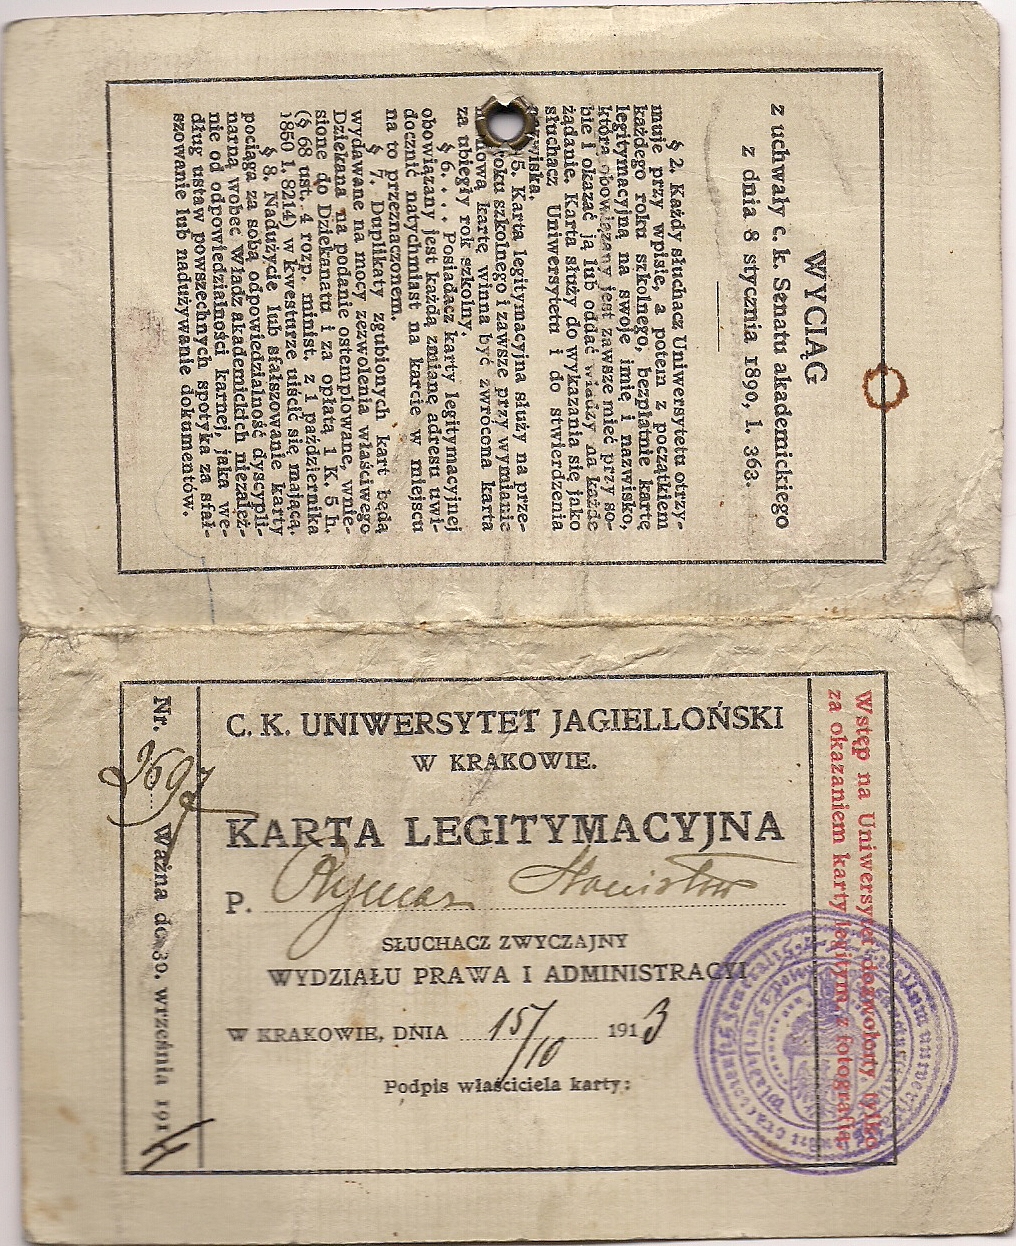 WYCIĄG
z uchwały c. k. Senatu akademickiego
z dnia 8 stycznia 1890, l. 363.
§ 2. Każdy słuchacz Uniwersytetu otrzy-
muje przy wpisie, a potem z początkiem
każdego roku szkolnego, bezpłatnie kartę
legitymacyjną na swoje imię i nazwisko,
którą obowiązany jest zawsze mieć przy so-
bie i okazać ją lub oddać władzy na każde
żądanie. Karta służy do wykazania się jako
słuchacz Uniwersytetu i do stwierdzenia
5. Karta legitymacyjna służy na prze-
roku szkolnego i zawsze przy wymianie
kartę winna być zwrocona karta
za ubiegły rok szkolny.
§ 6. . . Posiadacz karty legitymacyjnej
obowiązany jest każdą zmianę adresu uwi-
docznić natychmiast na karcie w miejscu
na to przeznaczonem.
§ 7. Duplikaty zgubionych kart będą
wydawane na mocy zezwolenia właściwego
Dziekana na podanie ostemplowane, wnie-
sione do Dziekanatu i za opłatą 1 K. 5 h.
(§ 68 ust. 4 rozp. minist. z 1 października
1850 l. 8214) w kwesturze uiścić się mającą.
§ 8. Nadużycie lub sfałszowanie karty
pociąga za sobą odpowiedzialność dyscypli-
narną wobec Władz akademickich niezależ-
nie od odpowiedzialności karnej, jaka we-
dług ustaw powszechnych spotyka za sfał-
szowanie lub nadużywanie dokumentów.
Wstęp na Uniwersytet dozwolony tylko
za okazaniem karty legitym. z fotografią.
C. K. UNIWERSYTET JAGIELLOŃSKI
W KRAKOWIE.
KARTA LEGITYMACYJNA
P. Rymar Stanisław
SŁUCHACZ ZWYCZAJNY
WYDZIAŁU PRAWA I ADMINISTRACYI.
W KRAKOWIE, DNIA 15/10 1913
Podpis właściciela karty:
Nr. 2697 Ważna do 30. września 1914